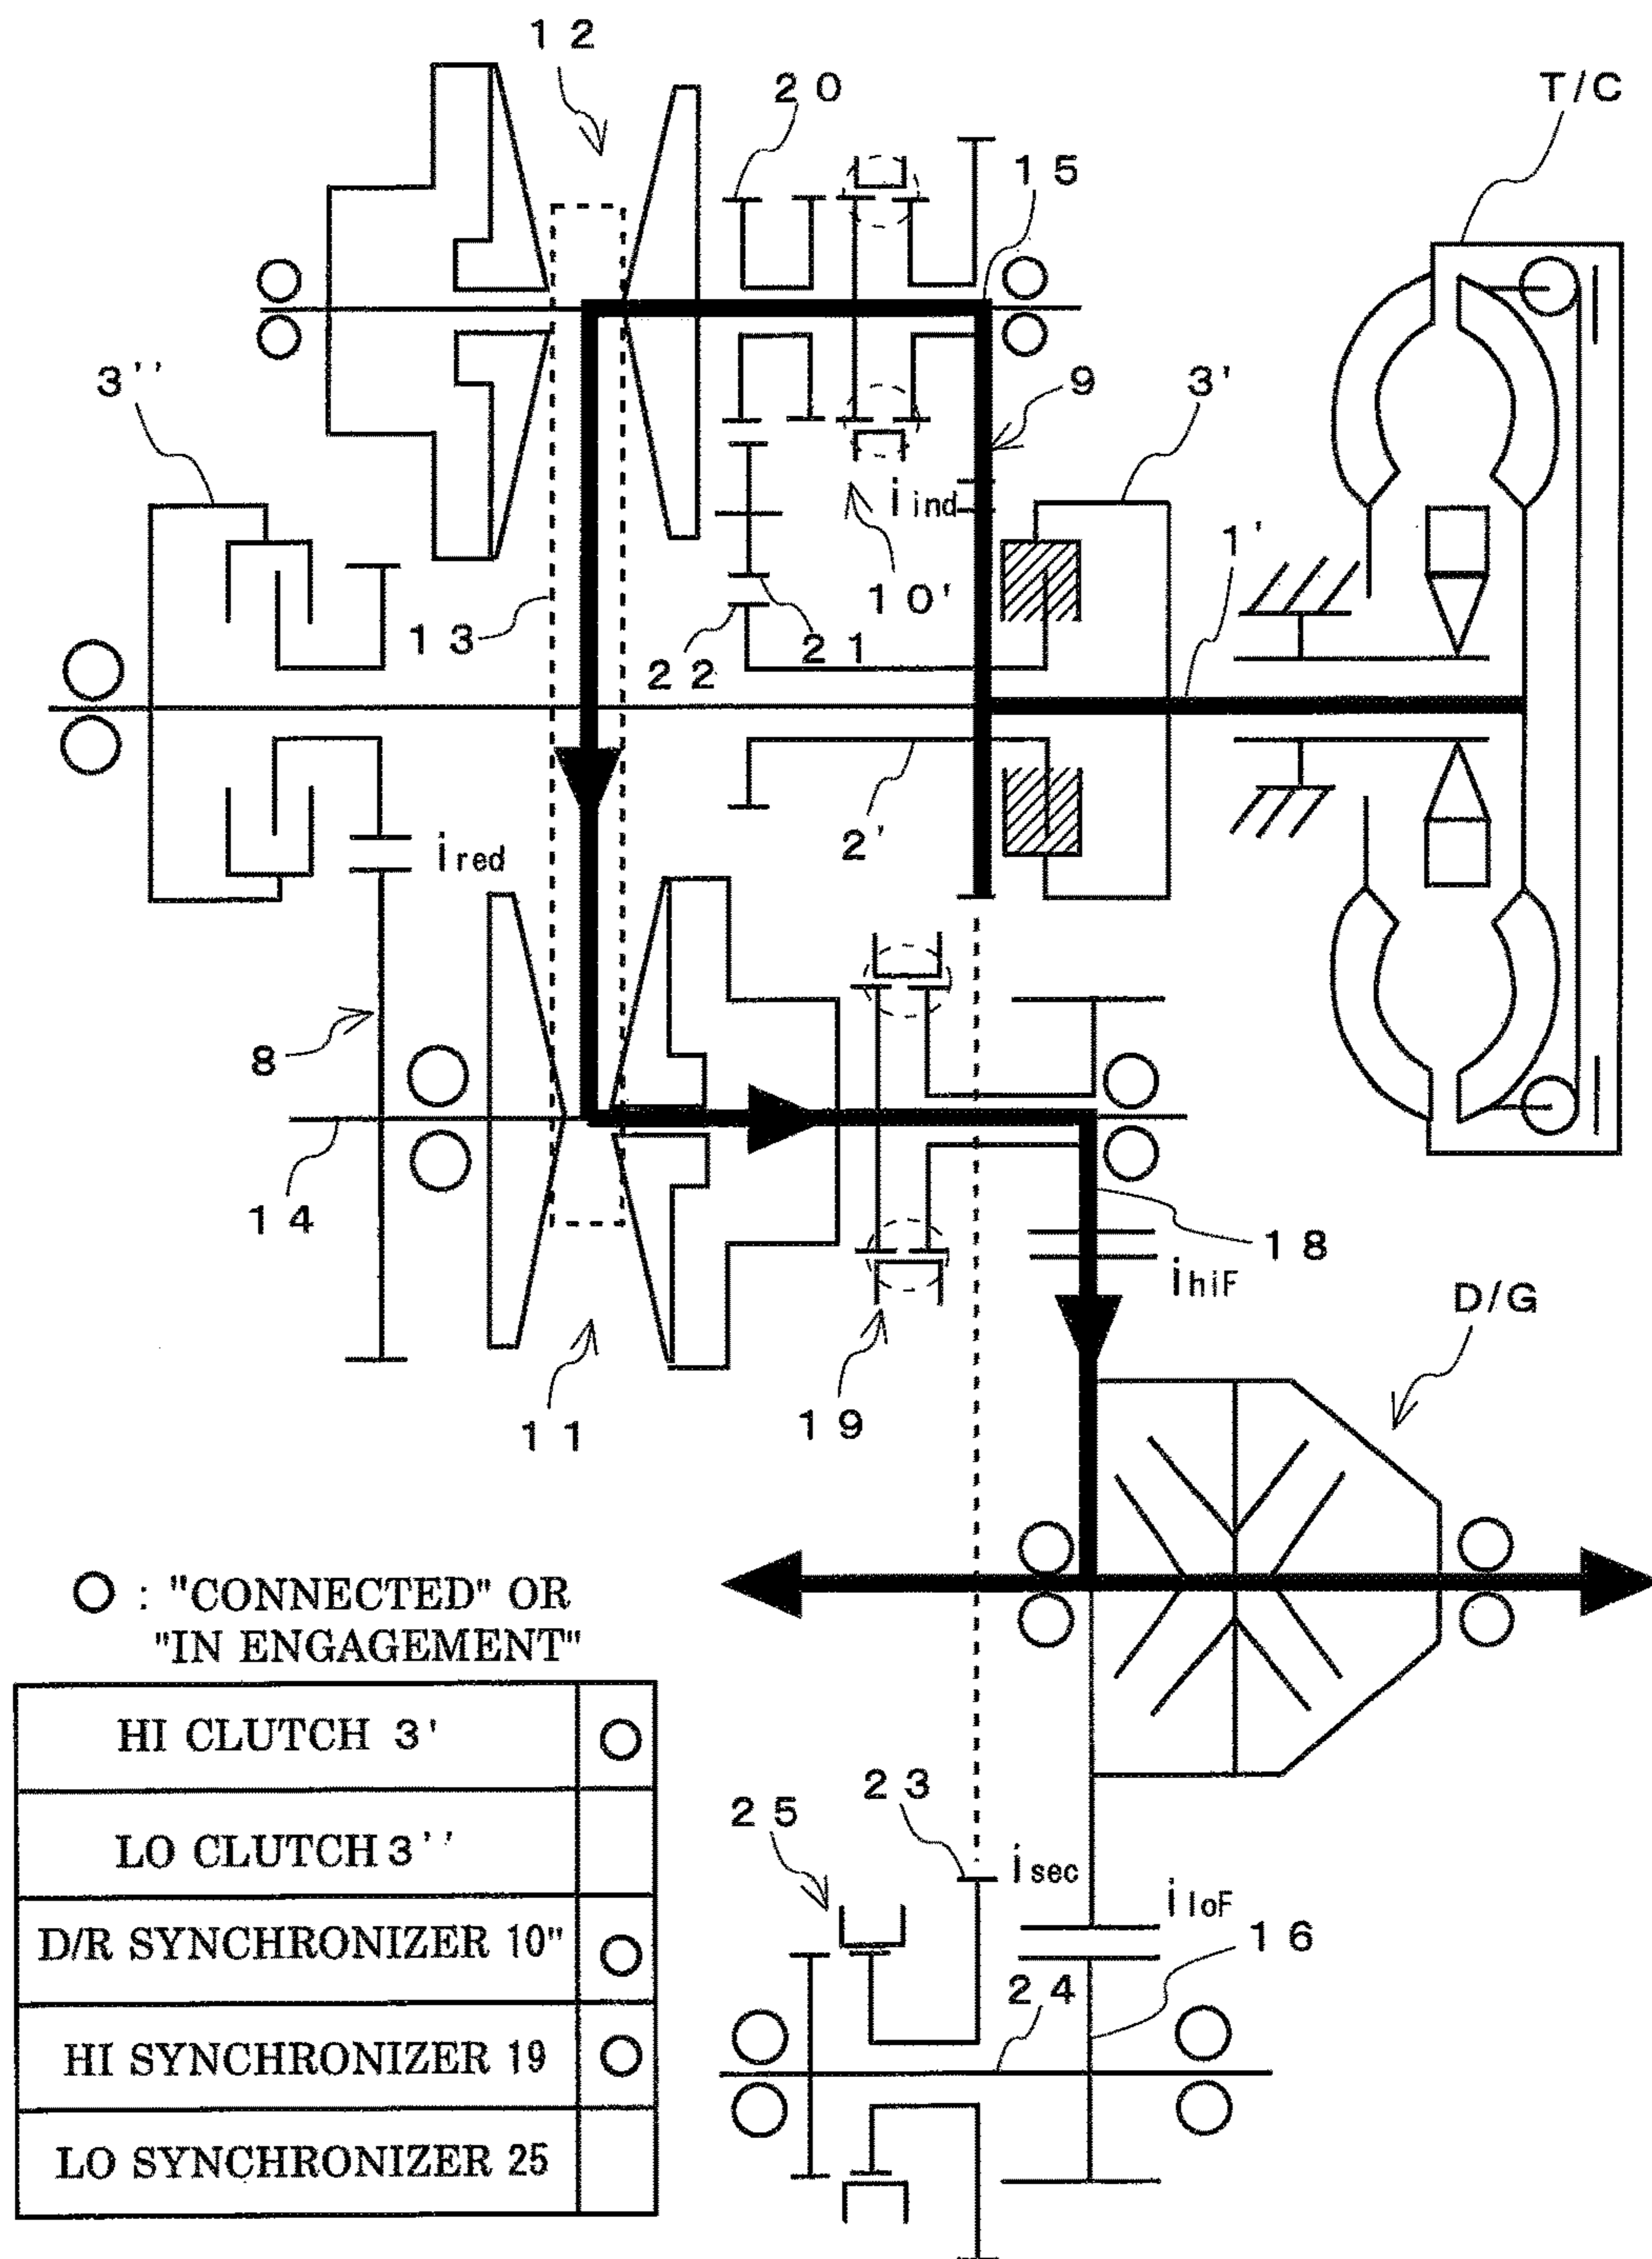 12
20
T/C
15
3''
9
3'
i ind
1'
10'
13
21
22
2'
i red
8
14
18
i hiF
D/G
19
11
○ : "CONNECTED" OR
"IN ENGAGEMENT"
HI CLUTCH 3' ○
LO CLUTCH 3''
D/R SYNCHRONIZER 10" ○
HI SYNCHRONIZER 19 ○
LO SYNCHRONIZER 25
23
25
i sec
i loF
16
24